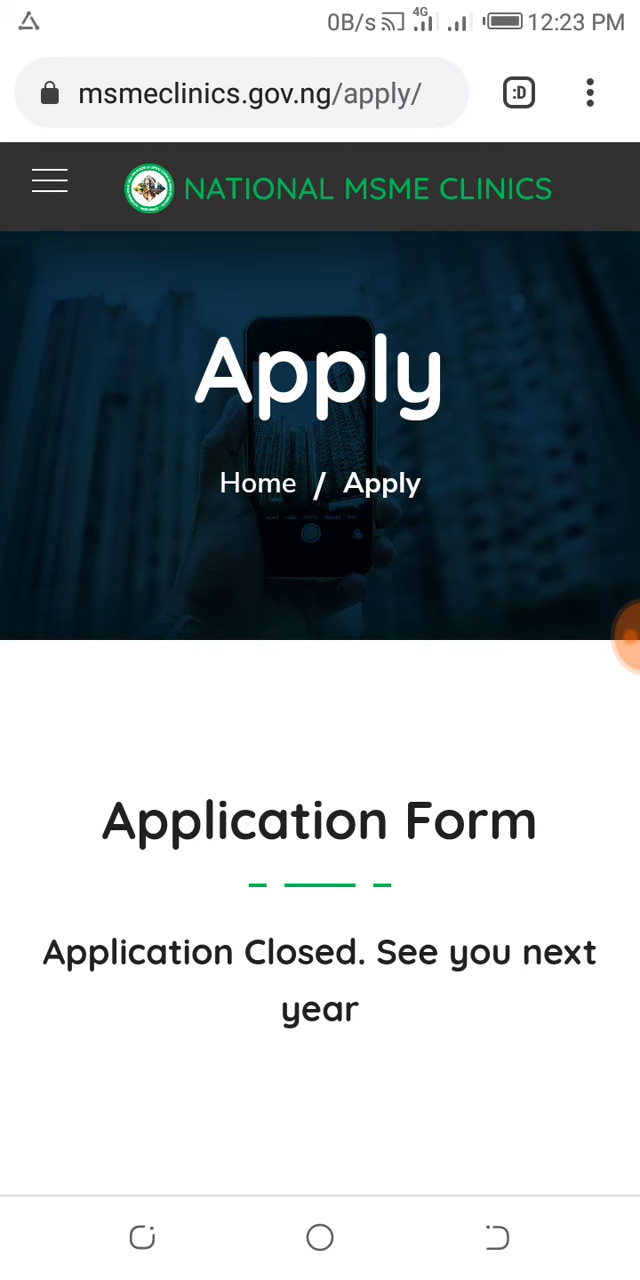 0B/s 4G 12:23 PM
msmeclinics.gov.ng/apply/ :D
NATIONAL MSME CLINICS
Apply
Home / Apply
Application Form
Application Closed. See you next
year